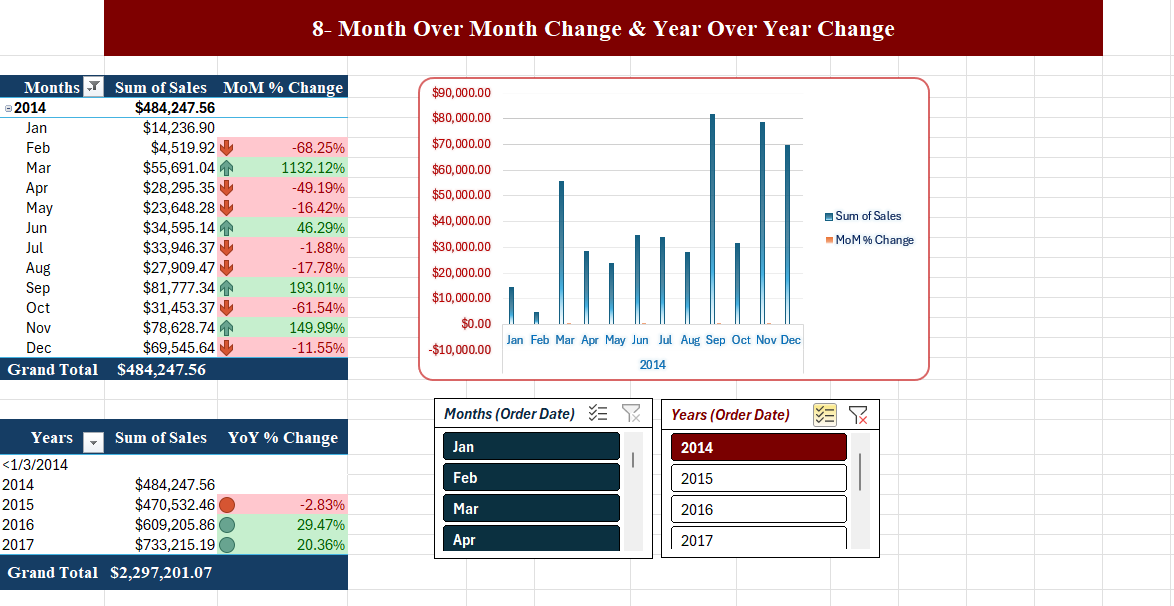 8- Month Over Month Change & Year Over Year Change
Months Sum of Sales MoM % Change
2014 $484,247.56
Jan $14,236.90
Feb $4,519.92 -68.25%
Mar $55,691.04 1132.12%
Apr $28,295.35 -49.19%
May $23,648.28 -16.42%
Jun $34,595.14 46.29%
Jul $33,946.37 -1.88%
Aug $27,909.47 -17.78%
Sep $81,777.34 193.01%
Oct $31,453.37 -61.54%
Nov $78,628.74 149.99%
Dec $69,545.64 -11.55%
Grand Total $484,247.56
$90,000.00
$80,000.00
$70,000.00
$60,000.00
$50,000.00
$40,000.00
$30,000.00
$20,000.00
$10,000.00
$0.00
-$10,000.00
Jan Feb Mar Apr May Jun Jul Aug Sep Oct Nov Dec
2014
Sum of Sales
MoM % Change
Years Sum of Sales YoY % Change
<1/3/2014
2014 $484,247.56
2015 $470,532.46 -2.83%
2016 $609,205.86 29.47%
2017 $733,215.19 20.36%
Grand Total $2,297,201.07
Months (Order Date)
Jan
Feb
Mar
Apr
Years (Order Date)
2014
2015
2016
2017